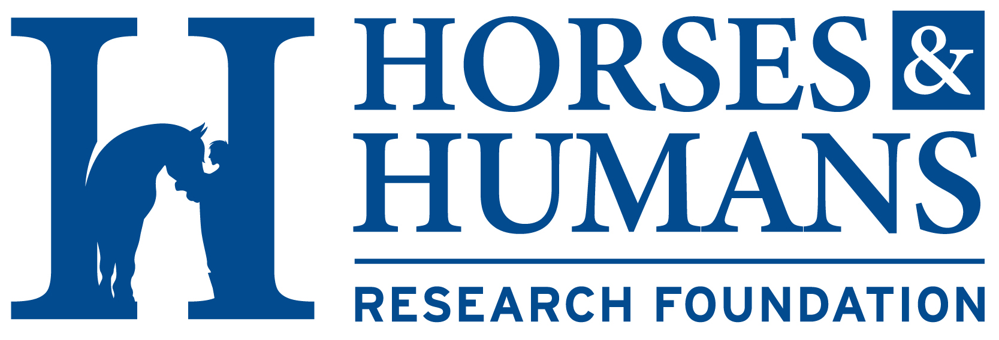 H
HORSES &
HUMANS
RESEARCH FOUNDATION